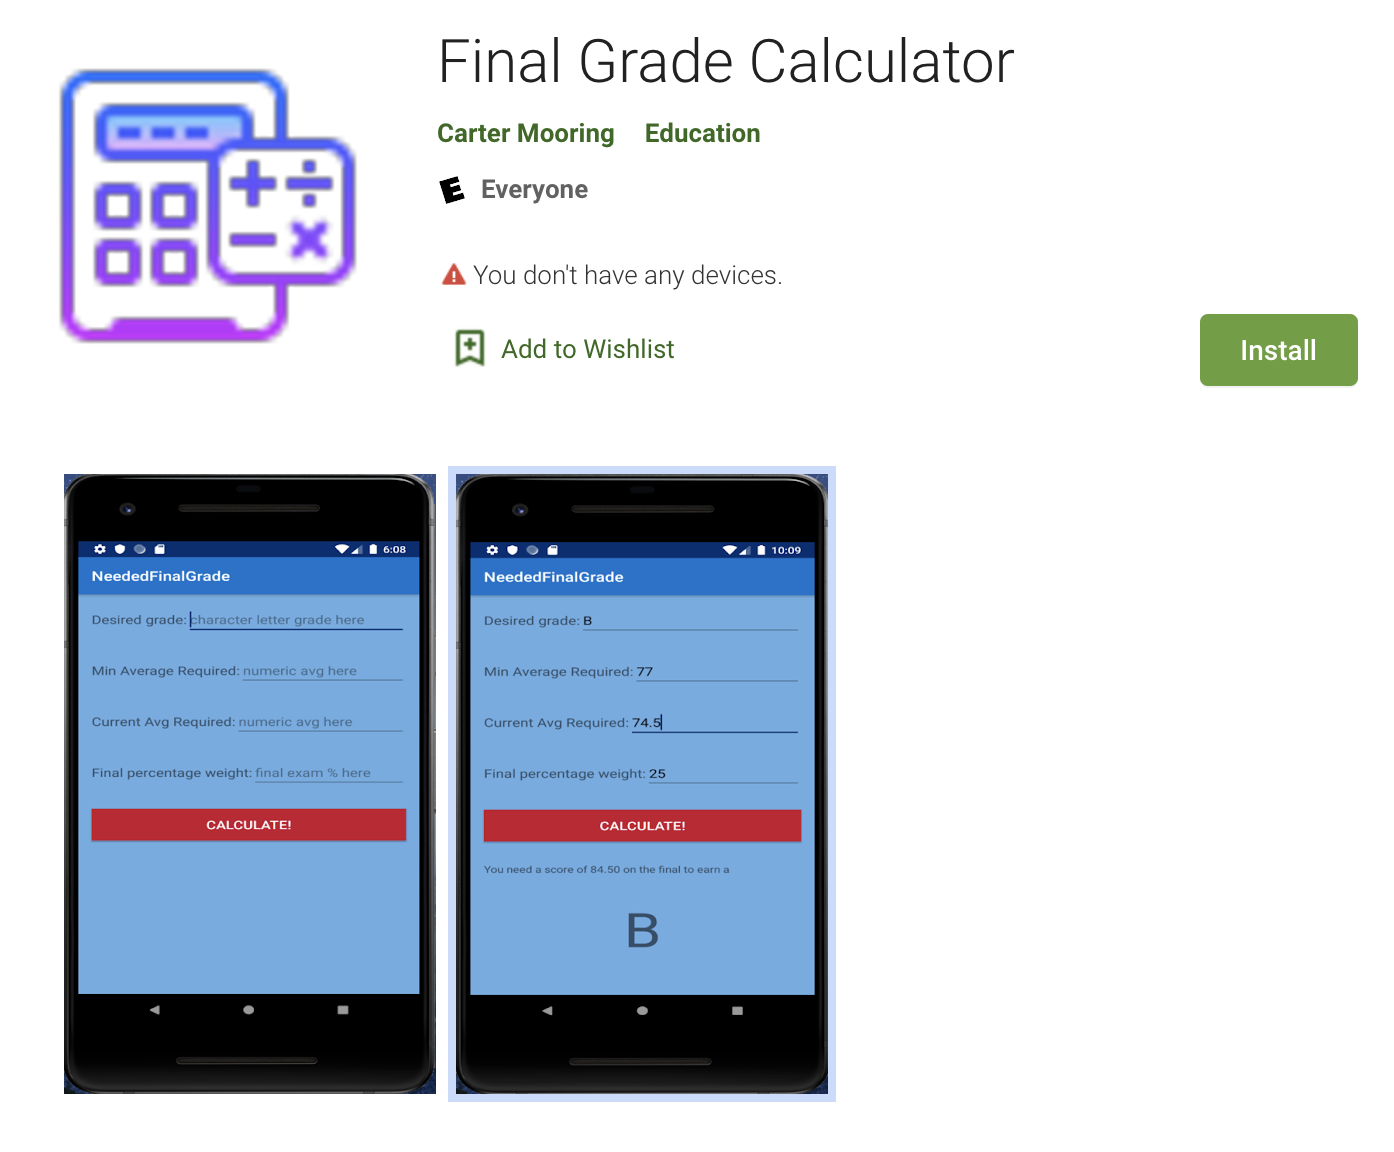 Final Grade Calculator
Carter Mooring Education
E Everyone
You don't have any devices.
Add to Wishlist
Install
6:08
NeededFinalGrade
Desired grade: character letter grade here
Min Average Required: numeric avg here
Current Avg Required: numeric avg here
Final percentage weight: final exam % here
CALCULATE!
10:09
NeededFinalGrade
Desired grade: B
Min Average Required: 77
Current Avg Required: 74.5
Final percentage weight: 25
CALCULATE!
You need a score of 84.50 on the final to earn a
B